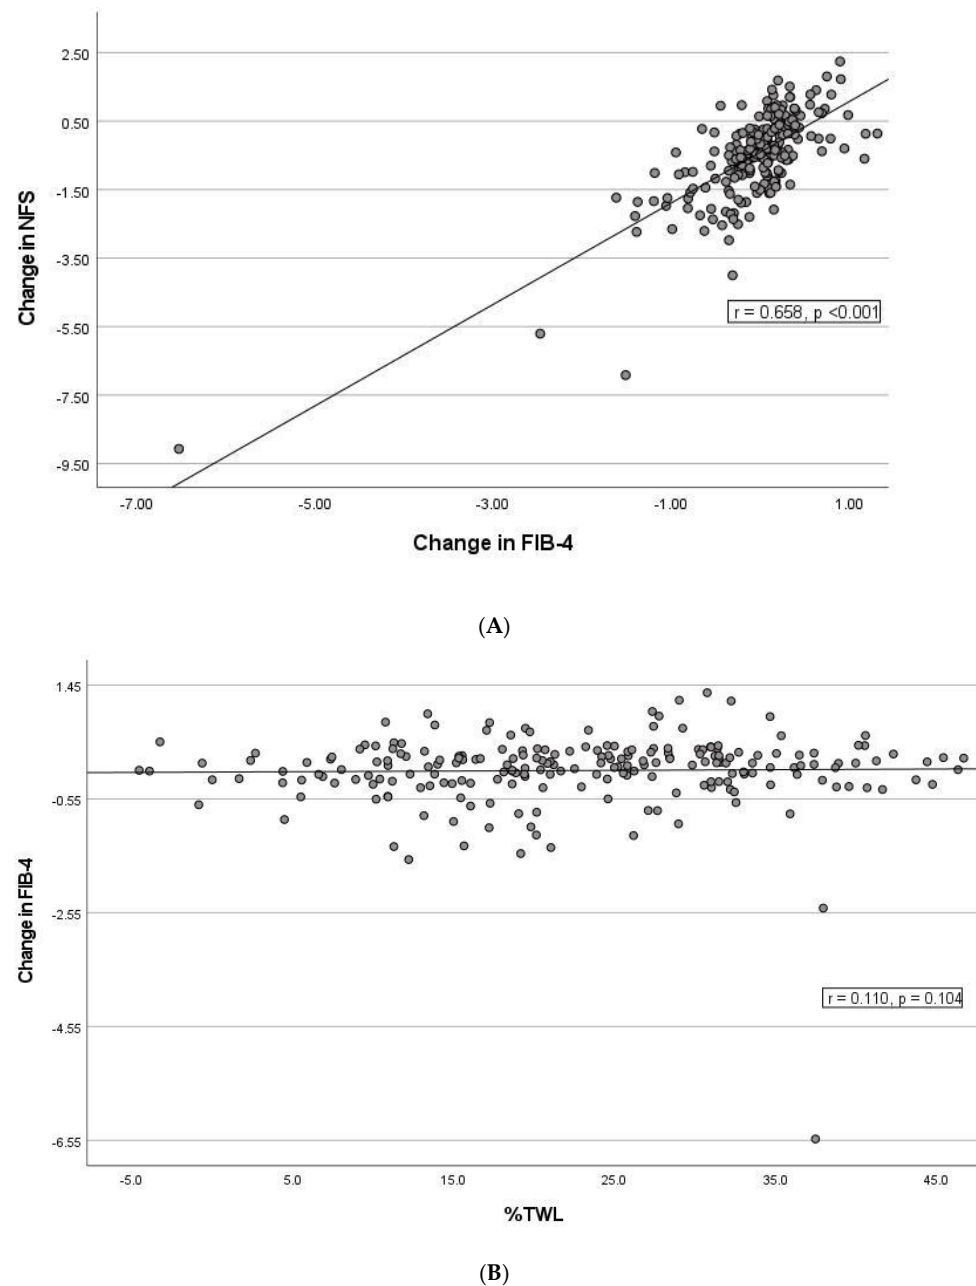 2.50
0.50
-1.50
-3.50
-5.50
-7.50
-9.50
Change in NFS
r = 0.658, p <0.001
-7.00 -5.00 -3.00 -1.00 1.00
Change in FIB-4
(A)
1.45
-0.55
-2.55
-4.55
-6.55
Change in FIB-4
r = 0.110, p = 0.104
-5.0 5.0 15.0 25.0 35.0 45.0
%TWL
(B)